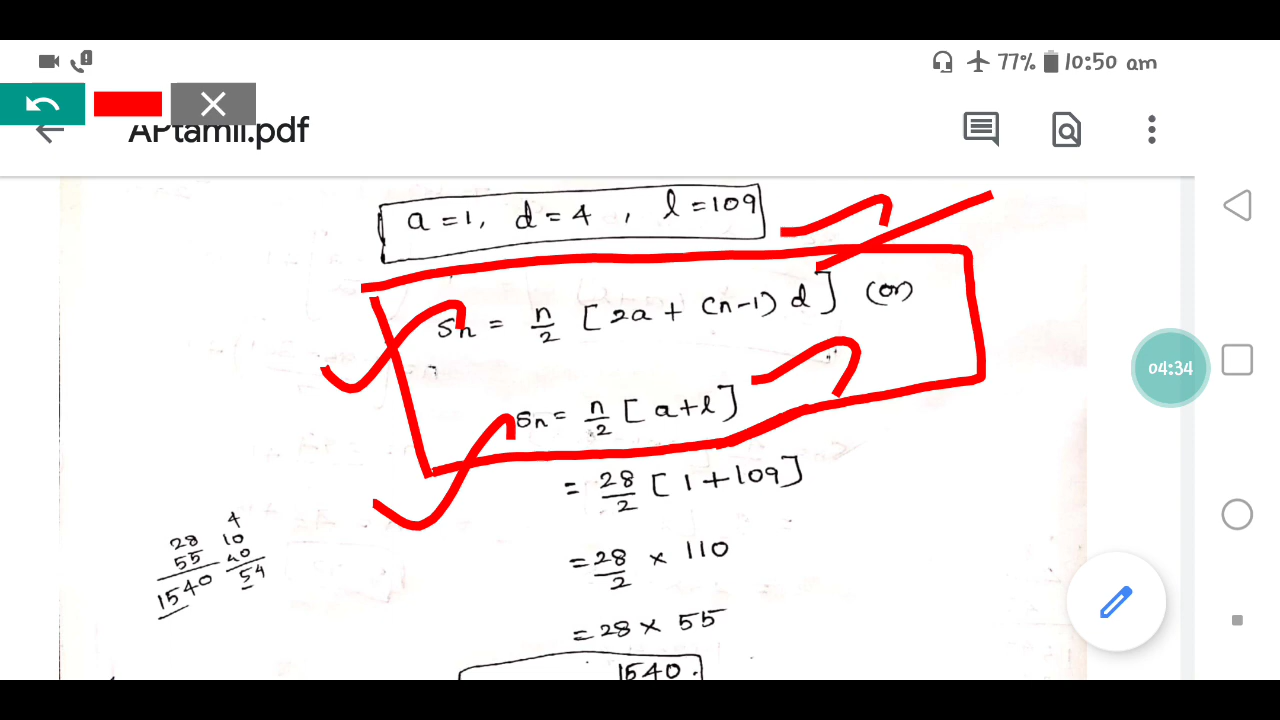 77% 10:50 am
APtamil.pdf
a = 1, d = 4 , l = 109
Sn = n/2 [ 2a + (n-1) d ] (or)
04:34
Sn = n/2 [ a+l ]
= 28/2 [ 1 + 109 ]
= 28/2 × 110
= 28 × 55
1540.
28
55
1540
4
10
40
54